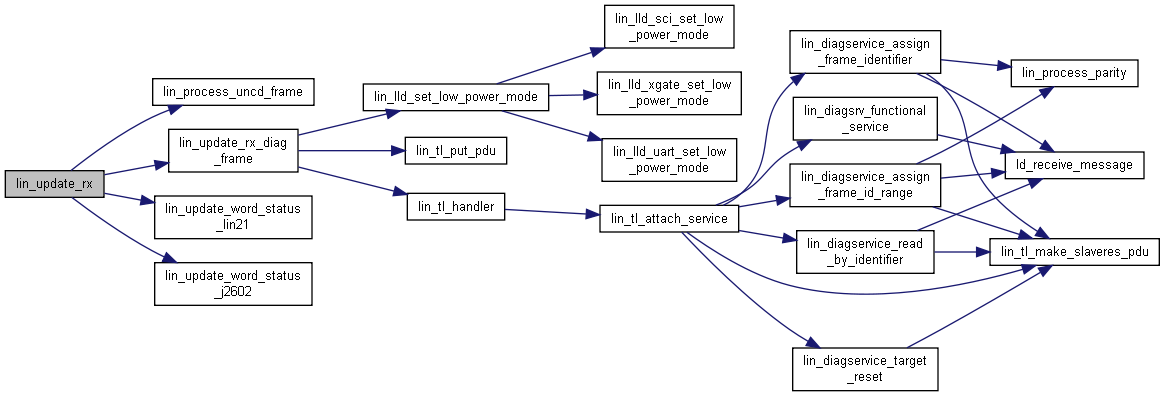 lin_update_rx
lin_process_uncd_frame
lin_update_rx_diag
_frame
lin_update_word_status
_lin21
lin_update_word_status
_j2602
lin_lld_set_low_power_mode
lin_tl_put_pdu
lin_tl_handler
lin_lld_sci_set_low
_power_mode
lin_lld_xgate_set_low
_power_mode
lin_lld_uart_set_low
_power_mode
lin_tl_attach_service
lin_diagservice_assign
_frame_identifier
lin_diagsrv_functional
_service
lin_diagservice_assign
_frame_id_range
lin_diagservice_read
_by_identifier
lin_diagservice_target
_reset
lin_process_parity
ld_receive_message
lin_tl_make_slaveres_pdu